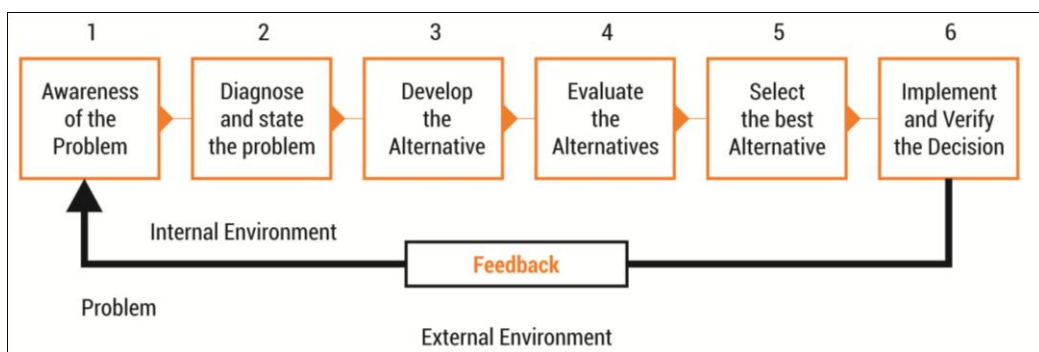 1
2
3
4
5
6
Awareness
of the
Problem
Diagnose
and state
the problem
Develop
the
Alternative
Evaluate
the
Alternatives
Select
the best
Alternative
Implement
and Verify
the Decision
Internal Environment
Feedback
Problem
External Environment